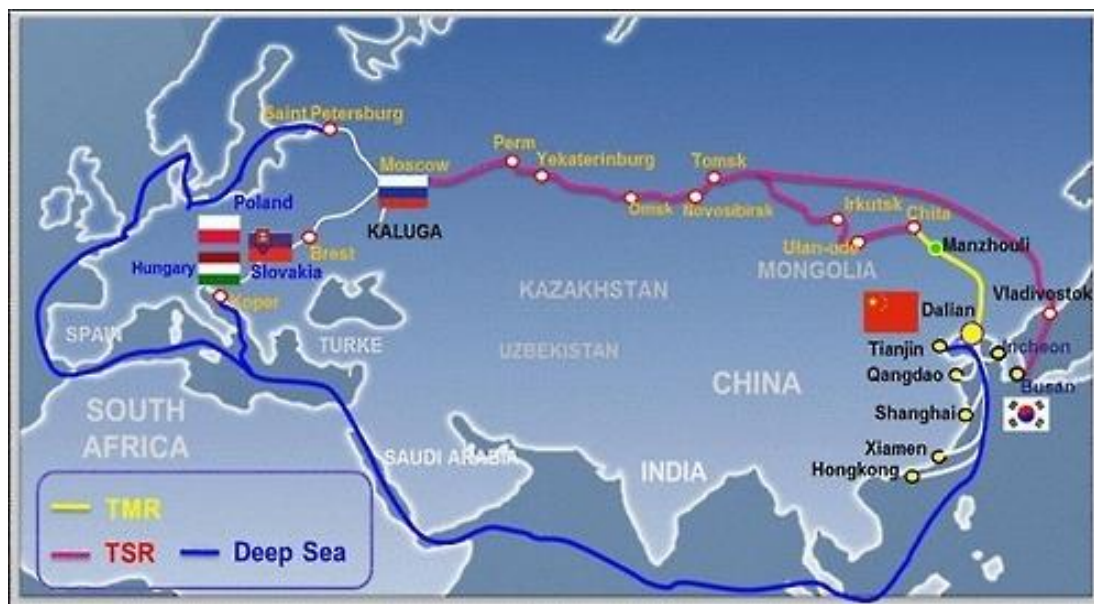 Saint Petersburg
Perm
Tomsk
Moscow
Yekaterinburg
Poland
Omsk
Novosibirsk
Irkutsk
Chita
KALUGA
Brest
Ulan-ude
Manzhouli
Hungary
Slovakia
MONGOLIA
Koper
KAZAKHSTAN
Vladivostok
Dalian
SPAIN
TURKE
UZBEKISTAN
Tianjin
Incheon
CHINA
Qangdao
Busan
SOUTH
AFRICA
Shanghai
SAUDI ARABIA
INDIA
Xiamen
Hongkong
TMR
TSR
Deep Sea